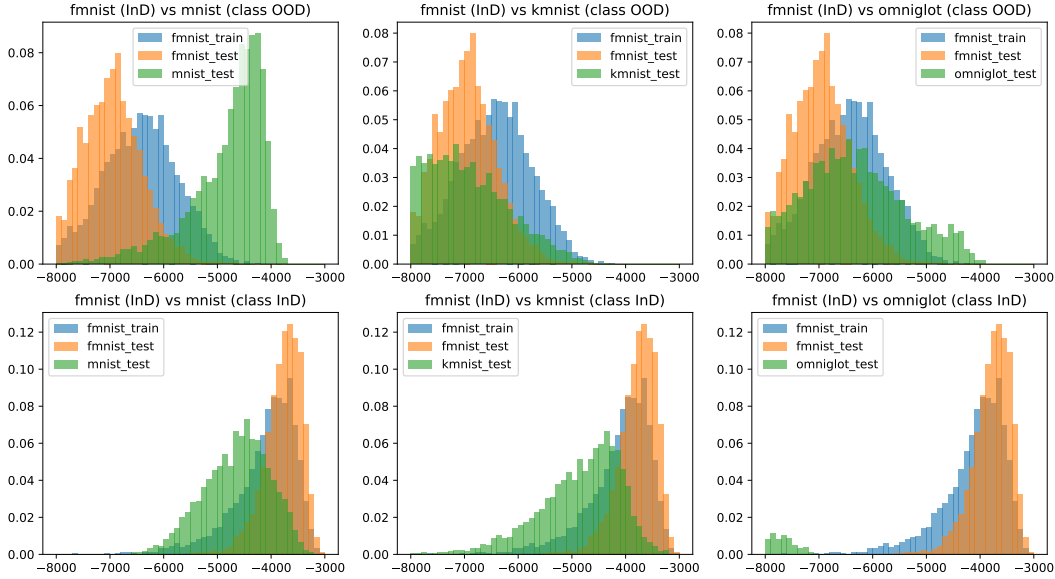 fmnist (InD) vs mnist (class OOD)
0.08
0.06
0.04
0.02
0.00
fmnist_train
fmnist_test
mnist_test
−8000 −7000 −6000 −5000 −4000 −3000
fmnist (InD) vs kmnist (class OOD)
0.08
0.07
0.06
0.05
0.04
0.03
0.02
0.01
0.00
fmnist_train
fmnist_test
kmnist_test
−8000 −7000 −6000 −5000 −4000 −3000
fmnist (InD) vs omniglot (class OOD)
0.08
0.07
0.06
0.05
0.04
0.03
0.02
0.01
0.00
fmnist_train
fmnist_test
omniglot_test
−8000 −7000 −6000 −5000 −4000 −3000
fmnist (InD) vs mnist (class InD)
0.12
0.10
0.08
0.06
0.04
0.02
0.00
fmnist_train
fmnist_test
mnist_test
−8000 −7000 −6000 −5000 −4000 −3000
fmnist (InD) vs kmnist (class InD)
0.12
0.10
0.08
0.06
0.04
0.02
0.00
fmnist_train
fmnist_test
kmnist_test
−8000 −7000 −6000 −5000 −4000 −3000
fmnist (InD) vs omniglot (class InD)
0.12
0.10
0.08
0.06
0.04
0.02
0.00
fmnist_train
fmnist_test
omniglot_test
−8000 −7000 −6000 −5000 −4000 −3000